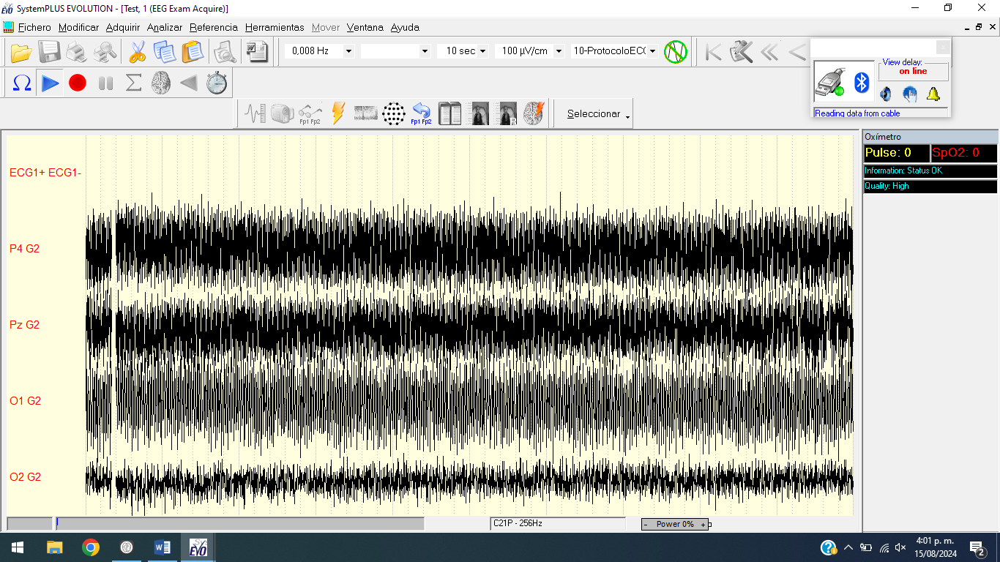 SystemPLUS EVOLUTION - [Test, 1 (EEG Exam Acquire)]
Fichero Modificar Adquirir Analizar Referencia Herramientas Mover Ventana Ayuda
0,008 Hz 10 sec 100 µV/cm 10-ProtocoloEC
View delay:
on line
Reading data from cable
Fp1 Fp2 Fp1 Fp2 B Seleccionar
Oxímetro
Pulse: 0 SpO2: 0
Information: Status OK
Quality: High
ECG1+ ECG1-
P4 G2
Pz G2
O1 G2
O2 G2
C21P - 256Hz
- Power 0% +
EVO
4:01 p. m.
15/08/2024
2